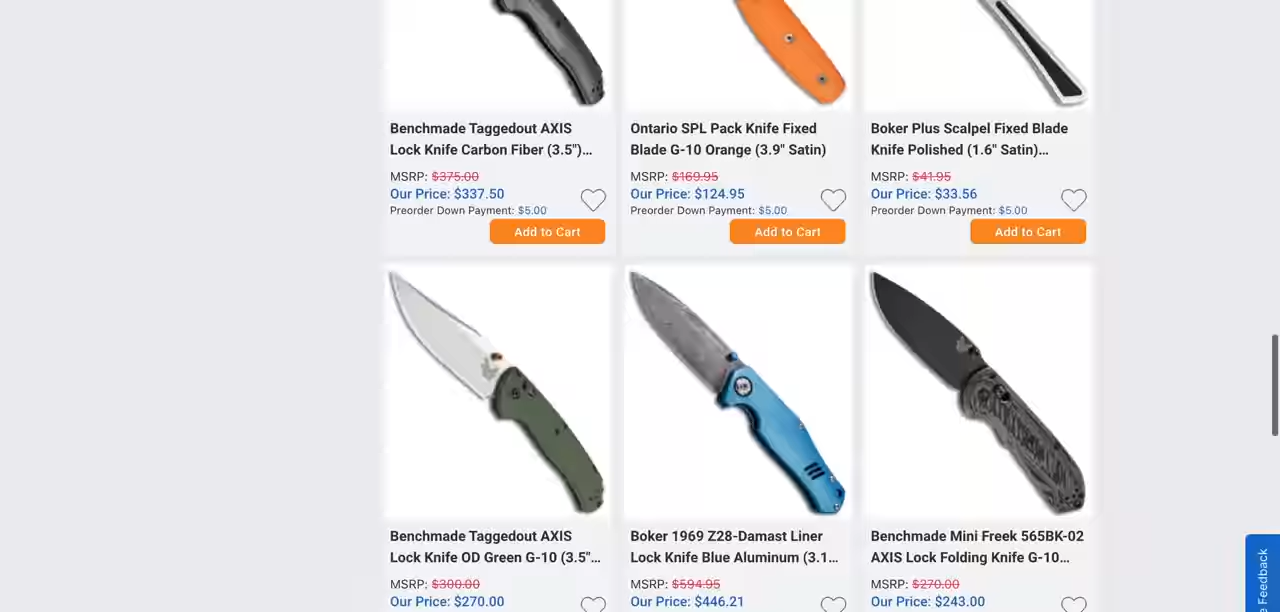 Benchmade Taggedout AXIS
Lock Knife Carbon Fiber (3.5")...
MSRP: $375.00
Our Price: $337.50
Preorder Down Payment: $5.00
Add to Cart
Ontario SPL Pack Knife Fixed
Blade G-10 Orange (3.9" Satin)
MSRP: $169.95
Our Price: $124.95
Preorder Down Payment: $5.00
Add to Cart
Boker Plus Scalpel Fixed Blade
Knife Polished (1.6" Satin)...
MSRP: $41.95
Our Price: $33.56
Preorder Down Payment: $5.00
Add to Cart
Benchmade Taggedout AXIS
Lock Knife OD Green G-10 (3.5"...
MSRP: $300.00
Our Price: $270.00
Boker 1969 Z28-Damast Liner
Lock Knife Blue Aluminum (3.1...
MSRP: $594.95
Our Price: $446.21
Benchmade Mini Freek 565BK-02
AXIS Lock Folding Knife G-10...
MSRP: $270.00
Our Price: $243.00
e Feedback